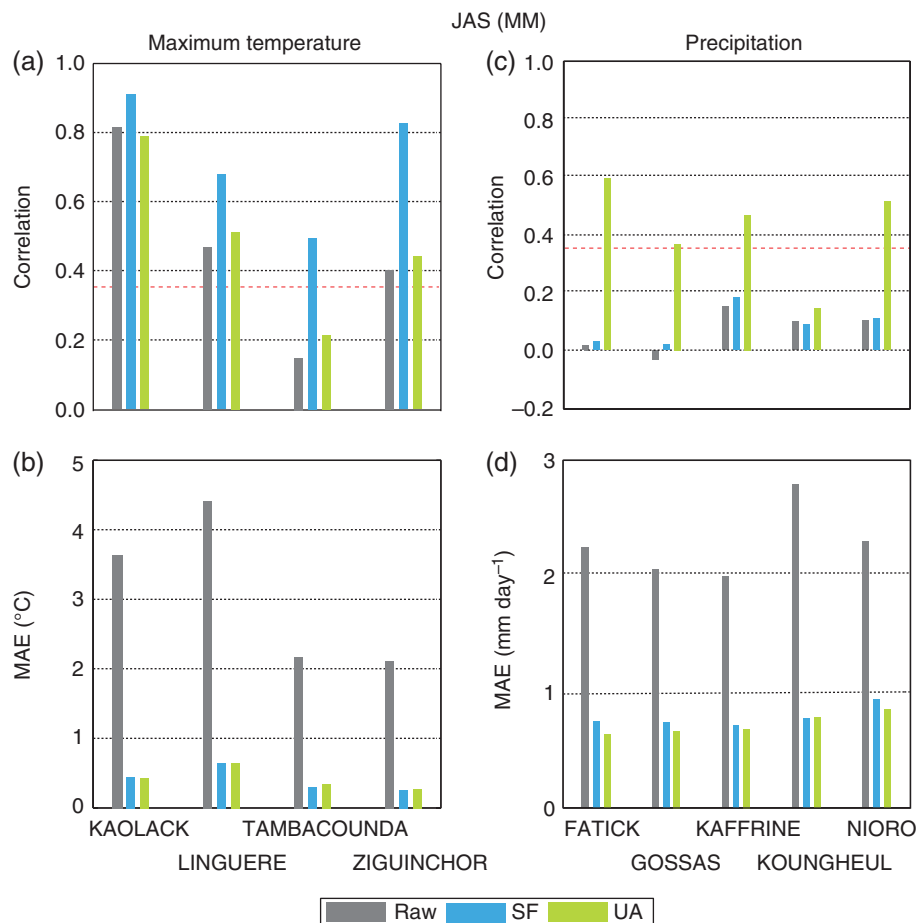 JAS (MM)
Maximum temperature
Precipitation
(a)
1.0
0.8
0.6
0.4
0.2
0.0
Correlation
(c)
1.0
0.8
0.6
0.4
0.2
0.0
−0.2
Correlation
(b)
5
4
3
2
1
0
MAE (°C)
KAOLACK
TAMBACOUNDA
LINGUERE
ZIGUINCHOR
(d)
3
2
1
0
MAE (mm day⁻¹)
FATICK
KAFFRINE
NIORO
GOSSAS
KOUNGHEUL
Raw
SF
UA